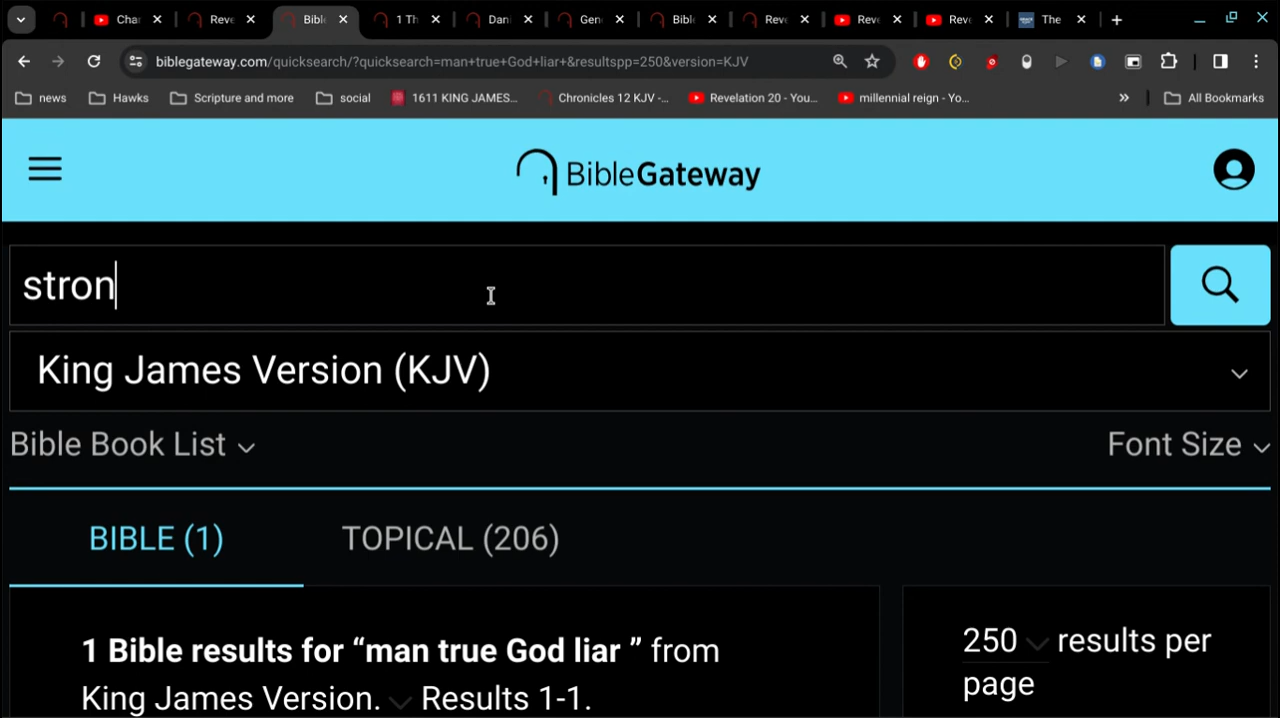 Char Reve Bibl 1 Th Dani Gene Bibl Reve Reve Reve The
biblegateway.com/quicksearch/?quicksearch=man+true+God+liar+&resultspp=250&version=KJV
news Hawks Scripture and more social 1611 KING JAMES... Chronicles 12 KJV -... Revelation 20 - You... millennial reign - Yo... » All Bookmarks
BibleGateway
stron
King James Version (KJV)
Bible Book List Font Size
BIBLE (1) TOPICAL (206)
1 Bible results for “man true God liar ” from
King James Version. Results 1-1.
250 results per
page